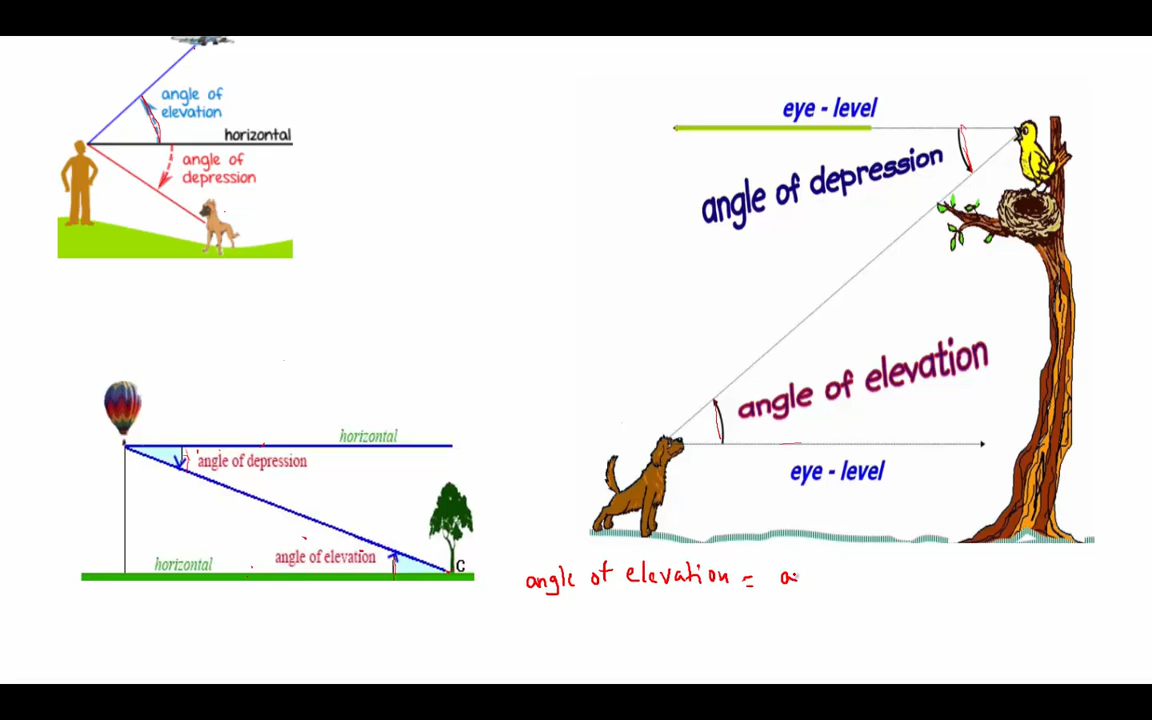 angle of
elevation
horizontal
angle of
depression
eye - level
angle of depression
angle of elevation
eye - level
horizontal
angle of depression
angle of elevation
horizontal
C
angle of elevation = a